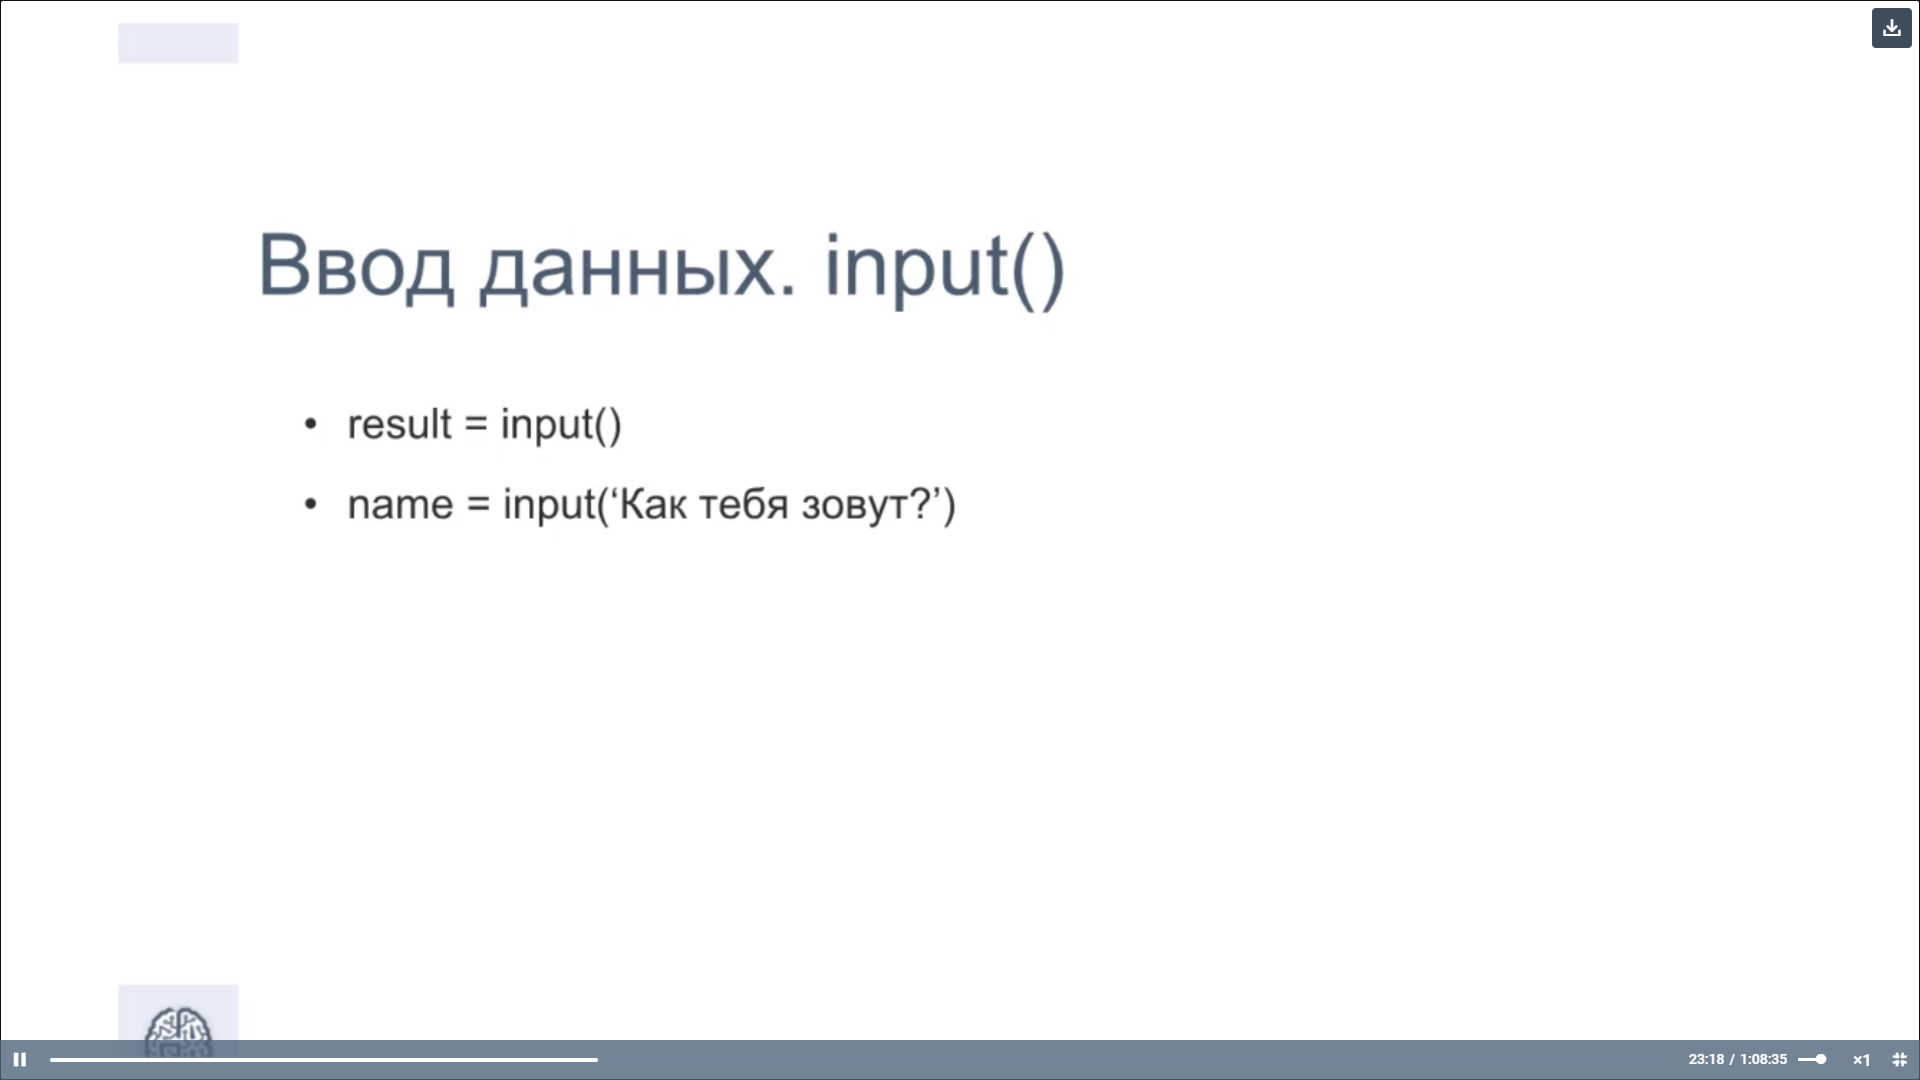 Ввод данных. input()
• result = input()
• name = input(‘Как тебя зовут?’)
23:18 / 1:08:35 ×1